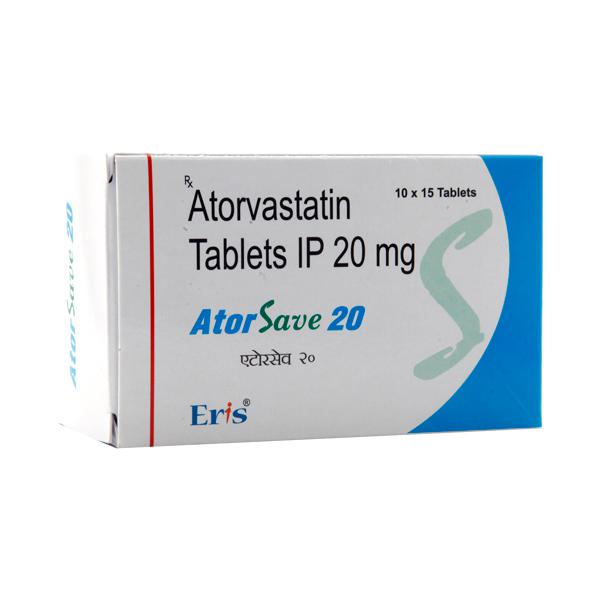 Rx
Atorvastatin
Tablets IP 20 mg
10 x 15 Tablets
AtorSave 20
एटोरसेव २०
Eris®
AtorSave 20